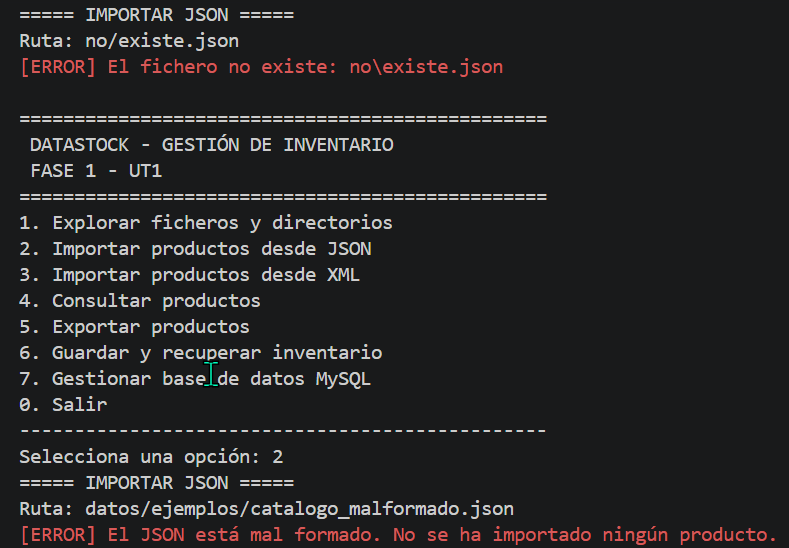 ===== IMPORTAR JSON =====
Ruta: no/existe.json
[ERROR] El fichero no existe: no\existe.json
================================================
DATASTOCK - GESTIÓN DE INVENTARIO
FASE 1 - UT1
================================================
1. Explorar ficheros y directorios
2. Importar productos desde JSON
3. Importar productos desde XML
4. Consultar productos
5. Exportar productos
6. Guardar y recuperar inventario
7. Gestionar base de datos MySQL
0. Salir
------------------------------------------------
Selecciona una opción: 2
===== IMPORTAR JSON =====
Ruta: datos/ejemplos/catalogo_malformado.json
[ERROR] El JSON está mal formado. No se ha importado ningún producto.